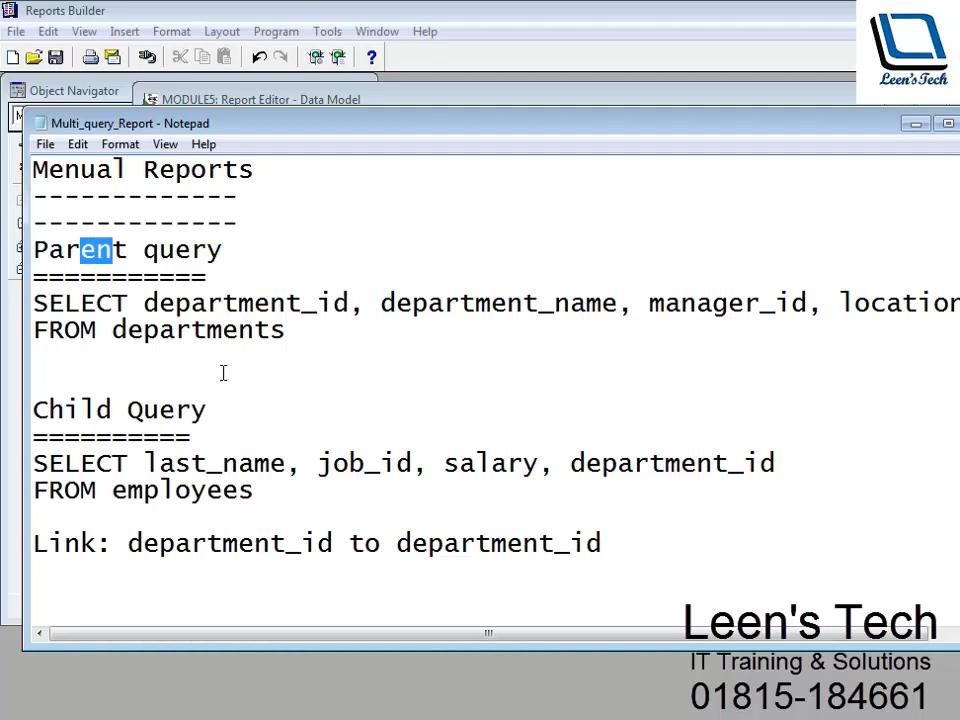 Reports Builder
File Edit View Insert Format Layout Program Tools Window Help
Leen'sTech
Object Navigator
MODULE5: Report Editor - Data Model
M
Multi_query_Report - Notepad
File Edit Format View Help
Menual Reports
-------------
-------------
Parent query
===========
SELECT department_id, department_name, manager_id, location
FROM departments
Child Query
==========
SELECT last_name, job_id, salary, department_id
FROM employees
Link: department_id to department_id
Leen's Tech
IT Training & Solutions
01815-184661